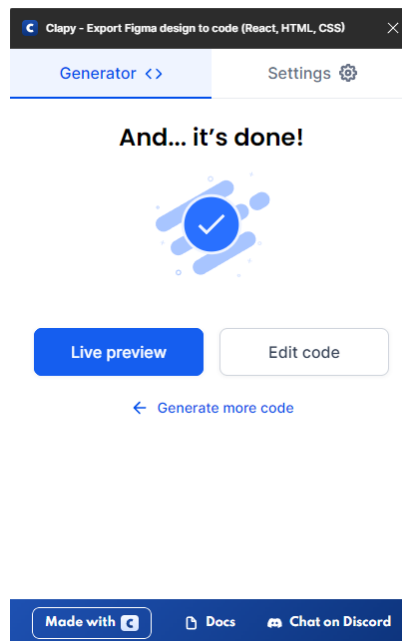 C Clapy - Export Figma design to code (React, HTML, CSS)
Generator <> Settings
And... it's done!
Live preview Edit code
← Generate more code
Made with C Docs Chat on Discord